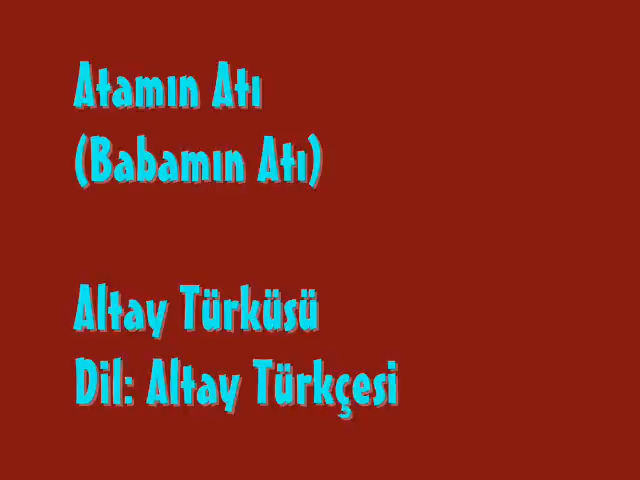 Atamın Atı
(Babamın Atı)
Altay Türküsü
Dil: Altay Türkçesi